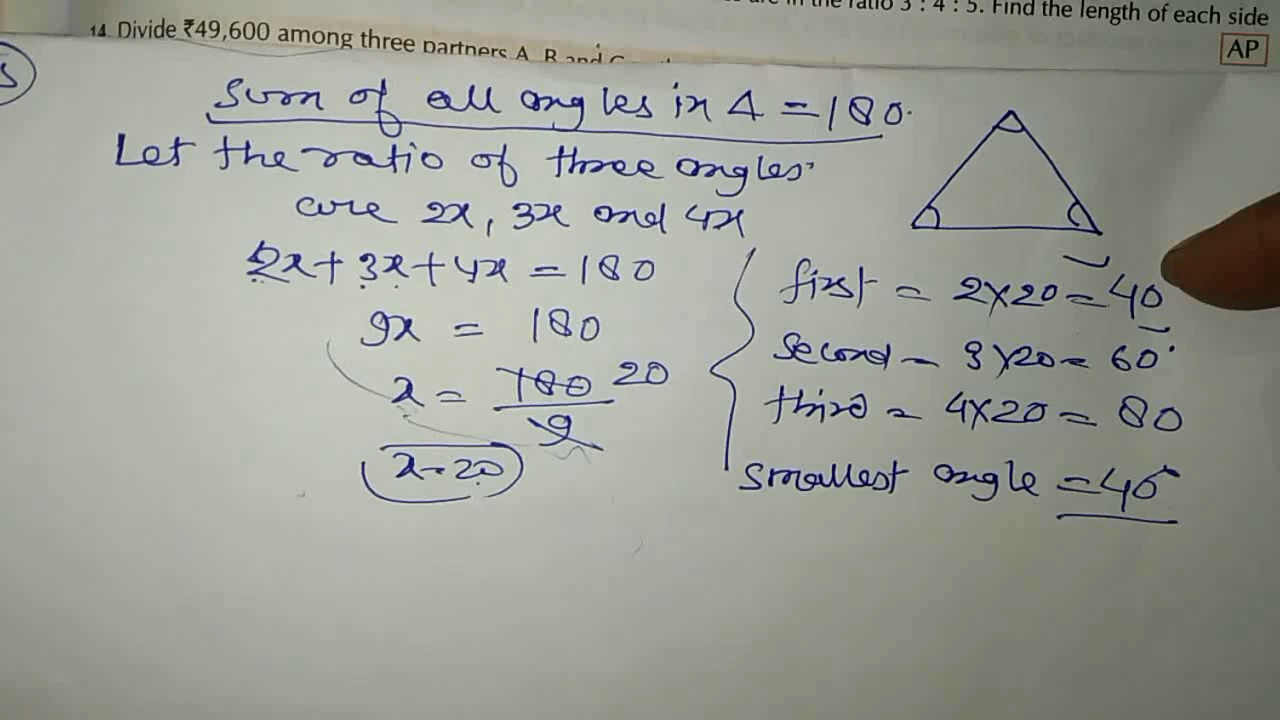 in the ratio 3 : 4 : 5. Find the length of each side
AP
14. Divide ₹49,600 among three partners A, B and
Sum of all angles in Δ = 180.
Let the ratio of three angles
are 2x, 3x and 4x
2x + 3x + 4x = 180
9x = 180
x = 180/9 20
x = 20
first = 2×20 = 40
second = 3×20 = 60°
third = 4×20 = 80
smallest angle = 40°